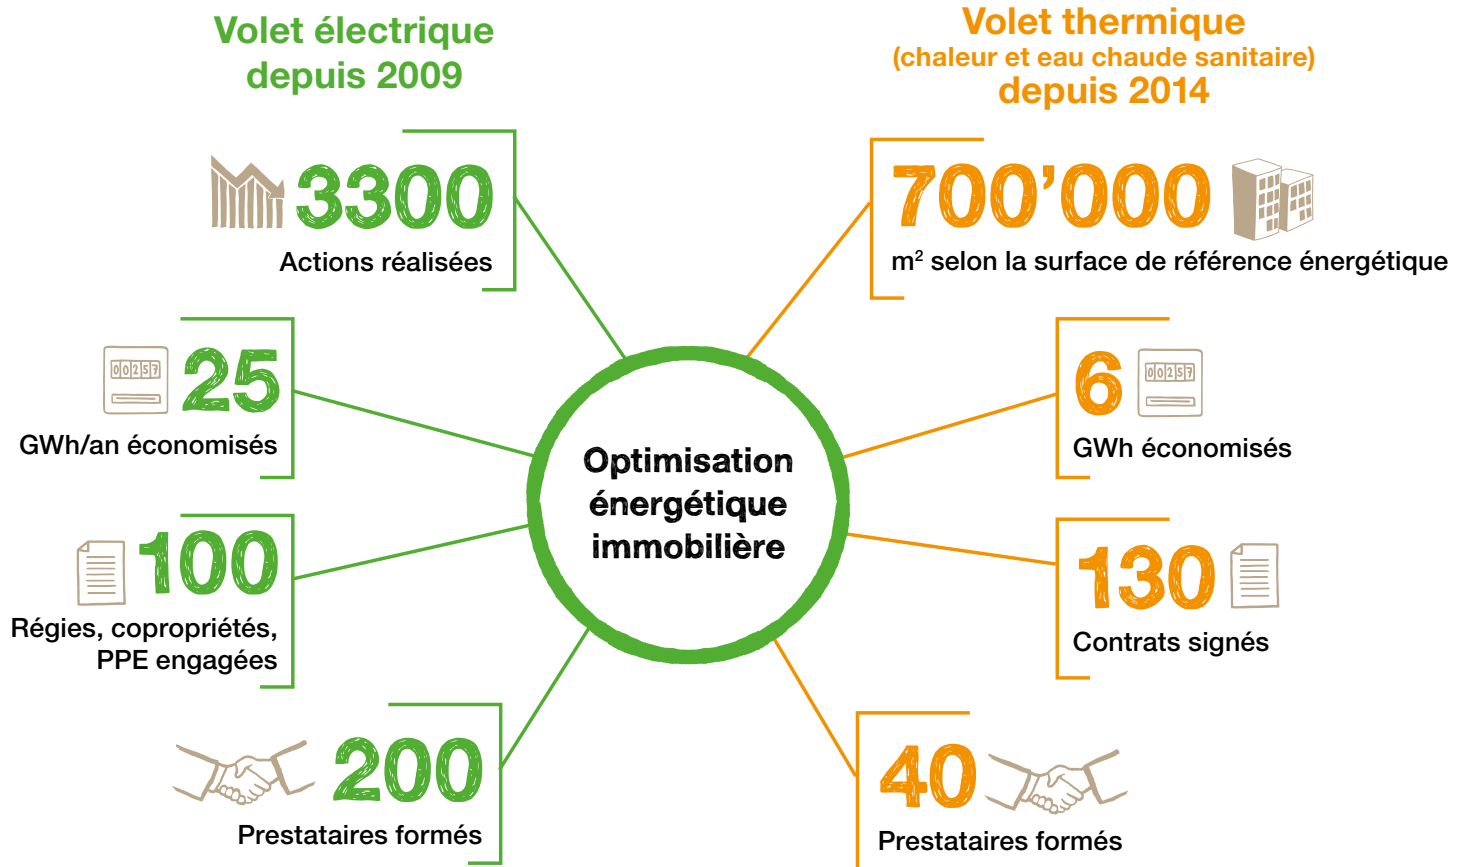 Volet électrique
depuis 2009
3300
Actions réalisées
00257
25
GWh/an économisés
100
Régies, copropriétés,
PPE engagées
200
Prestataires formés
Optimisation
énergétique
immobilière
Volet thermique
(chaleur et eau chaude sanitaire)
depuis 2014
700’000
m² selon la surface de référence énergétique
6
00257
GWh économisés
130
Contrats signés
40
Prestataires formés